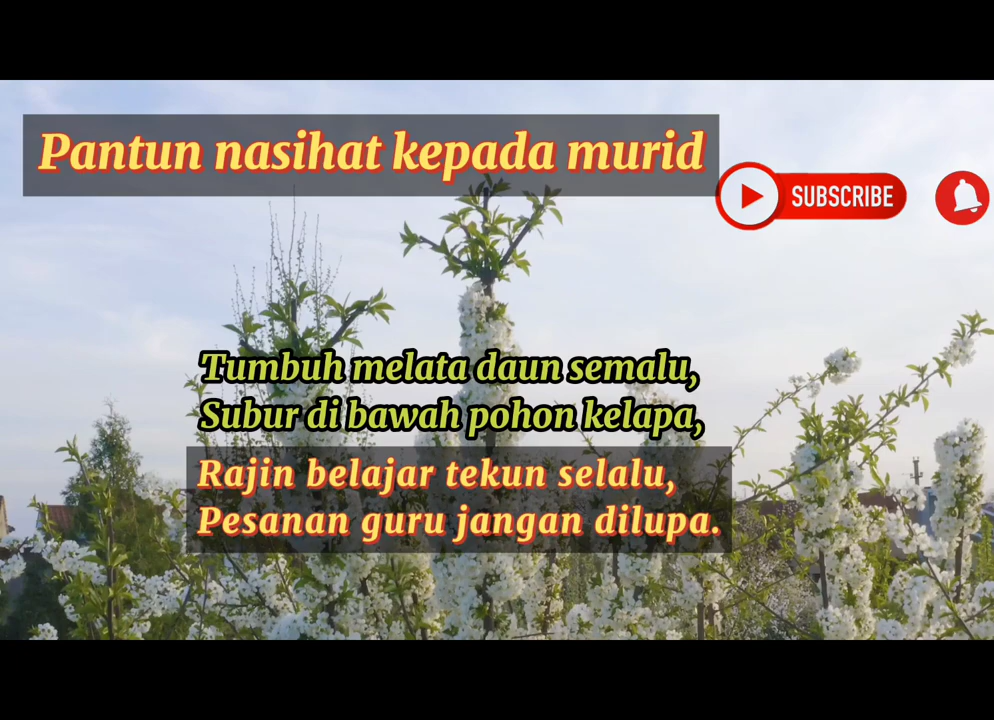 Pantun nasihat kepada murid
SUBSCRIBE
Tumbuh melata daun semalu,
Subur di bawah pohon kelapa,
Rajin belajar tekun selalu,
Pesanan guru jangan dilupa.